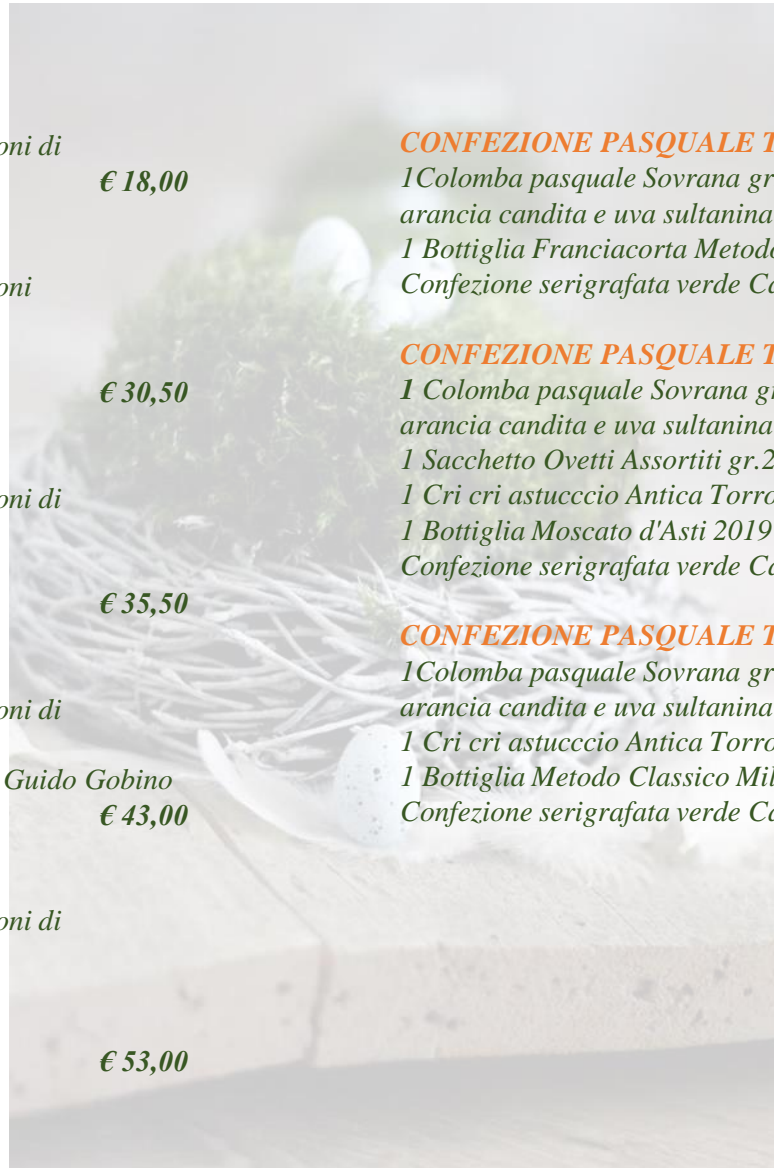 oni di
€ 18,00
oni
€ 30,50
oni di
€ 35,50
oni di
Guido Gobino
€ 43,00
oni di
€ 53,00
CONFEZIONE PASQUALE T
1Colomba pasquale Sovrana gr
arancia candita e uva sultanina
1 Bottiglia Franciacorta Metodo
Confezione serigrafata verde Ca
CONFEZIONE PASQUALE T
1 Colomba pasquale Sovrana gr
arancia candita e uva sultanina
1 Sacchetto Ovetti Assortiti gr.2
1 Cri cri astucccio Antica Torro
1 Bottiglia Moscato d'Asti 2019
Confezione serigrafata verde Ca
CONFEZIONE PASQUALE T
1Colomba pasquale Sovrana gr
arancia candita e uva sultanina
1 Cri cri astucccio Antica Torro
1 Bottiglia Metodo Classico Mil
Confezione serigrafata verde Ca